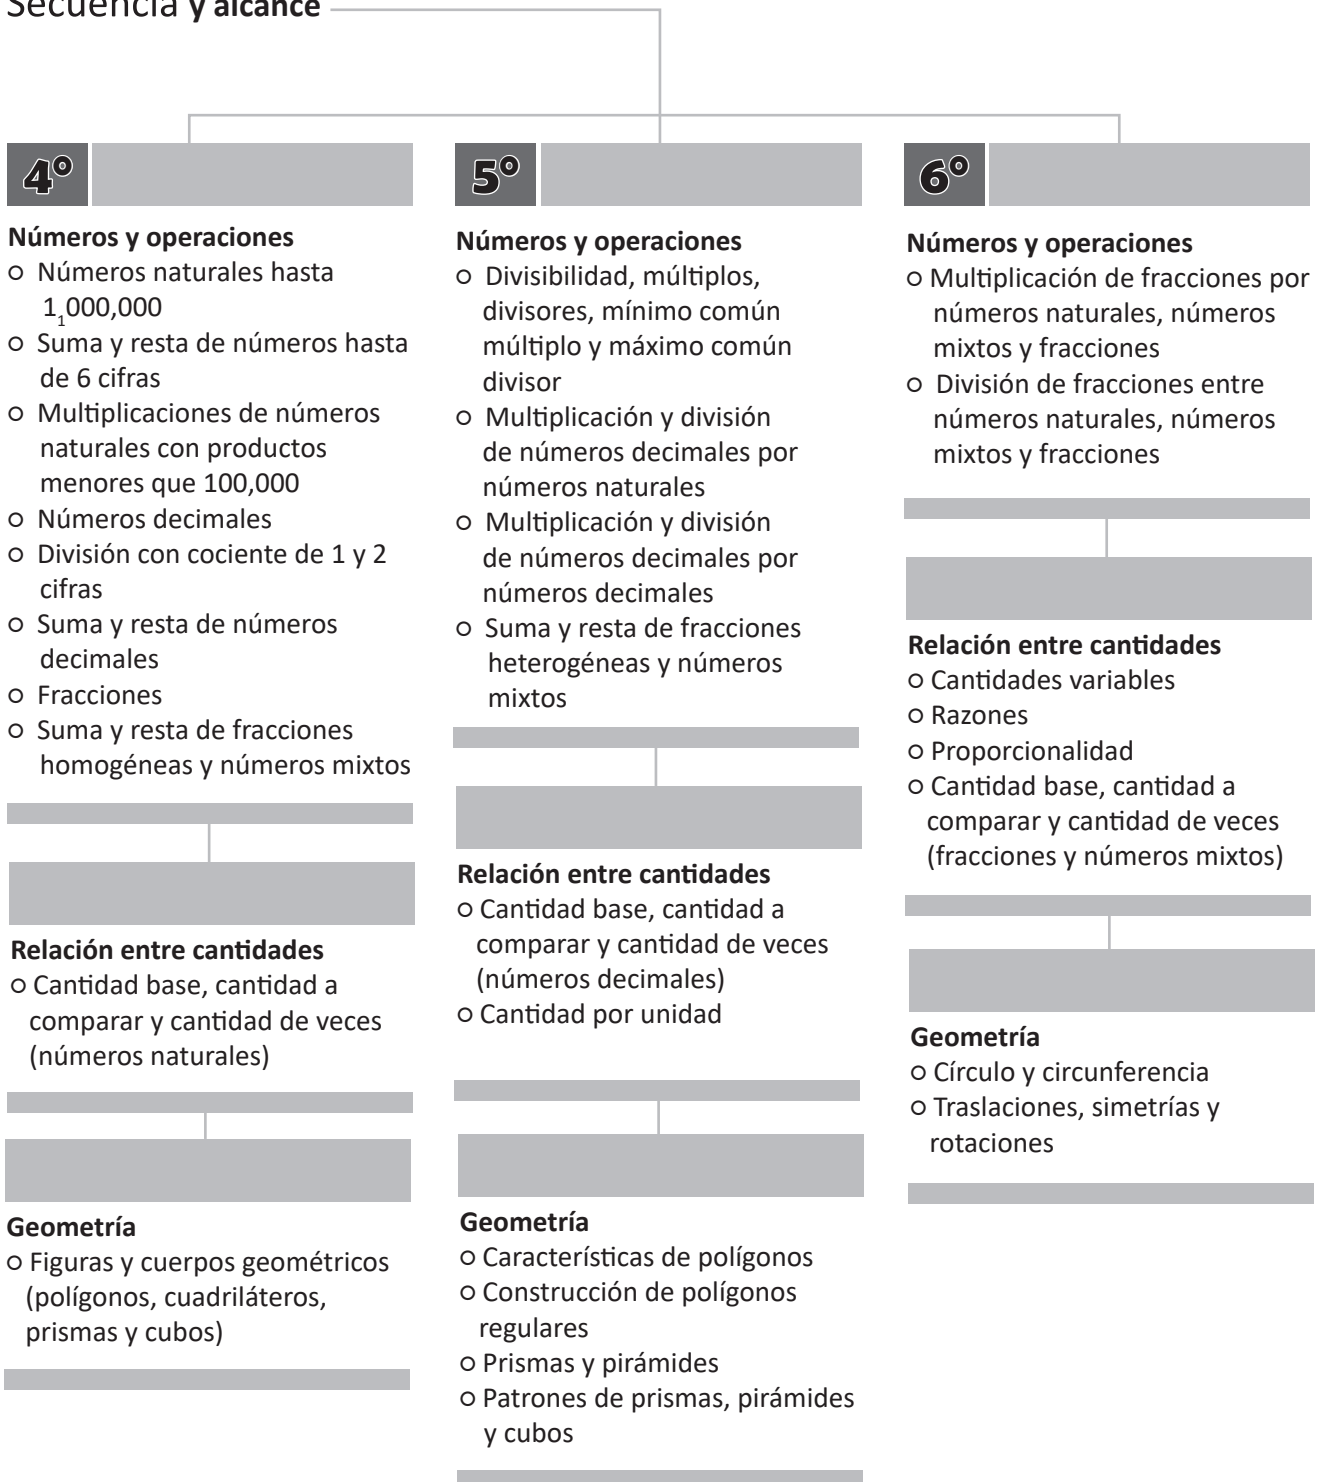 Secuencia y alcance
4º
Números y operaciones
○ Números naturales hasta
1₁000,000
○ Suma y resta de números hasta
de 6 cifras
○ Multiplicaciones de números
naturales con productos
menores que 100,000
○ Números decimales
○ División con cociente de 1 y 2
cifras
○ Suma y resta de números
decimales
○ Fracciones
○ Suma y resta de fracciones
homogéneas y números mixtos
Relación entre cantidades
○ Cantidad base, cantidad a
comparar y cantidad de veces
(números naturales)
Geometría
○ Figuras y cuerpos geométricos
(polígonos, cuadriláteros,
prismas y cubos)
5º
Números y operaciones
○ Divisibilidad, múltiplos,
divisores, mínimo común
múltiplo y máximo común
divisor
○ Multiplicación y división
de números decimales por
números naturales
○ Multiplicación y división
de números decimales por
números decimales
○ Suma y resta de fracciones
heterogéneas y números
mixtos
Relación entre cantidades
○ Cantidad base, cantidad a
comparar y cantidad de veces
(números decimales)
○ Cantidad por unidad
Geometría
○ Características de polígonos
○ Construcción de polígonos
regulares
○ Prismas y pirámides
○ Patrones de prismas, pirámides
y cubos
6º
Números y operaciones
○ Multiplicación de fracciones por
números naturales, números
mixtos y fracciones
○ División de fracciones entre
números naturales, números
mixtos y fracciones
Relación entre cantidades
○ Cantidades variables
○ Razones
○ Proporcionalidad
○ Cantidad base, cantidad a
comparar y cantidad de veces
(fracciones y números mixtos)
Geometría
○ Círculo y circunferencia
○ Traslaciones, simetrías y
rotaciones